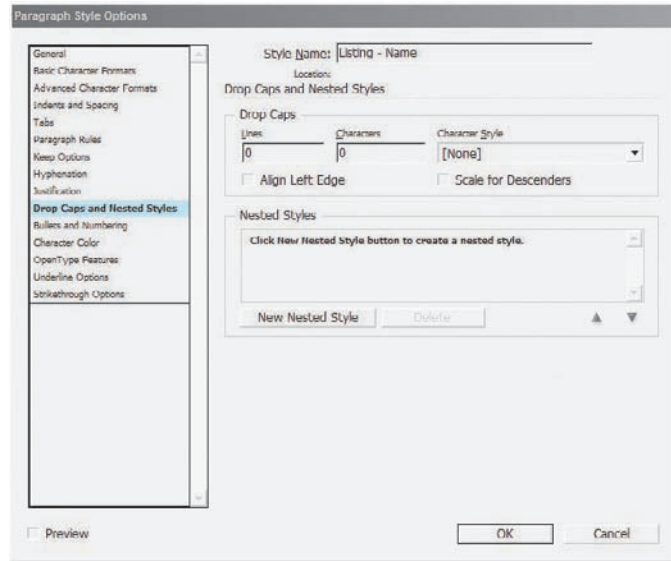 Paragraph Style Options
General
Basic Character Formats
Advanced Character Formats
Indents and Spacing
Tabs
Paragraph Rules
Keep Options
Hyphenation
Justification
Drop Caps and Nested Styles
Bullets and Numbering
Character Color
OpenType Features
Underline Options
Strikethrough Options
Style Name: Listing - Name
Location:
Drop Caps and Nested Styles
Drop Caps
Lines Characters Character Style
0 0 [None]
Align Left Edge Scale for Descenders
Nested Styles
Click New Nested Style button to create a nested style.
New Nested Style Delete
Preview
OK Cancel